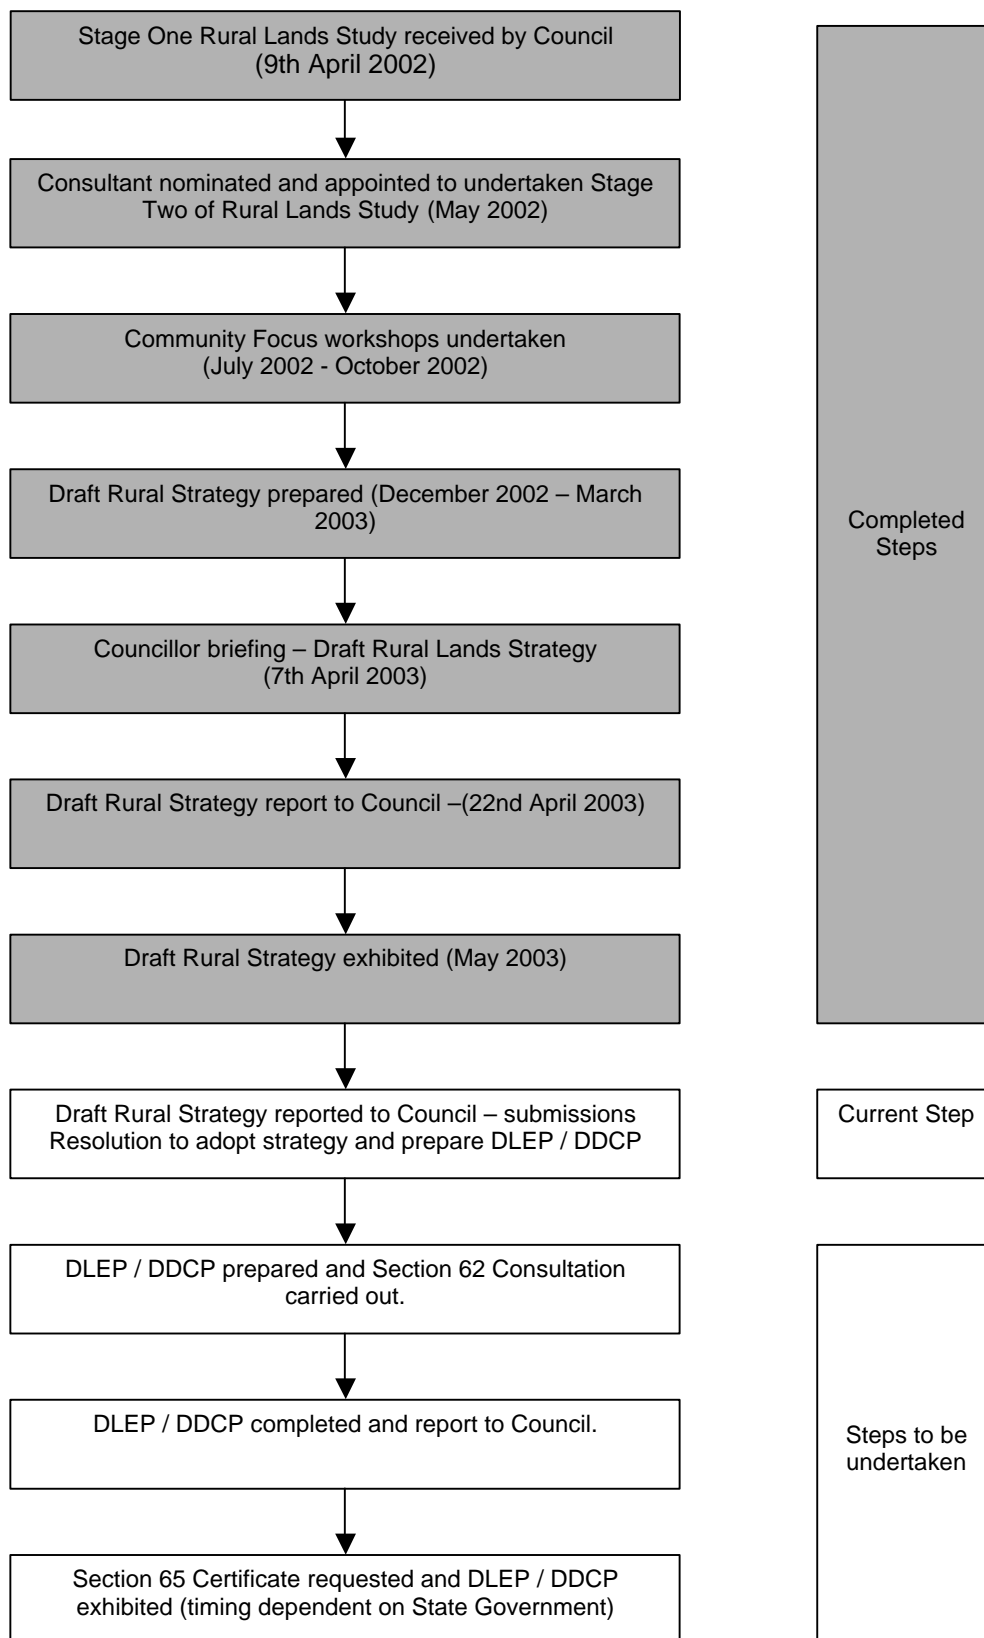 Stage One Rural Lands Study received by Council
(9th April 2002)
Consultant nominated and appointed to undertaken Stage
Two of Rural Lands Study (May 2002)
Community Focus workshops undertaken
(July 2002 - October 2002)
Draft Rural Strategy prepared (December 2002 – March
2003)
Councillor briefing – Draft Rural Lands Strategy
(7th April 2003)
Draft Rural Strategy report to Council –(22nd April 2003)
Draft Rural Strategy exhibited (May 2003)
Completed
Steps
Draft Rural Strategy reported to Council – submissions
Resolution to adopt strategy and prepare DLEP / DDCP
Current Step
DLEP / DDCP prepared and Section 62 Consultation
carried out.
DLEP / DDCP completed and report to Council.
Section 65 Certificate requested and DLEP / DDCP
exhibited (timing dependent on State Government)
Steps to be
undertaken